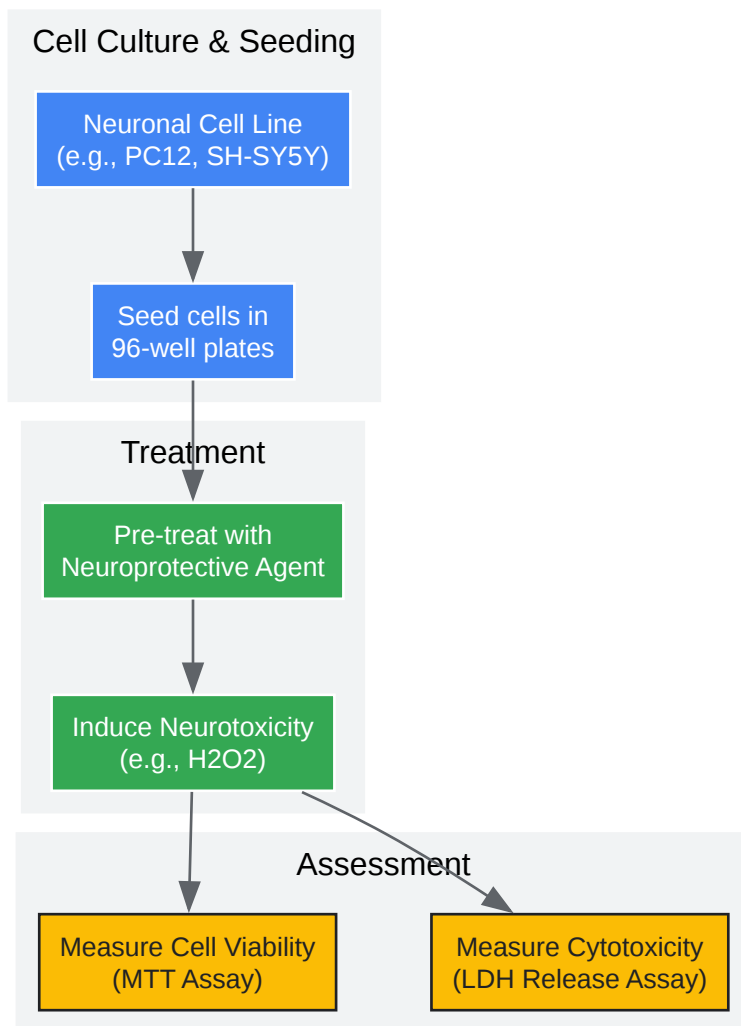 Cell Culture & Seeding
Neuronal Cell Line
(e.g., PC12, SH-SY5Y)
Seed cells in
96-well plates
Treatment
Pre-treat with
Neuroprotective Agent
Induce Neurotoxicity
(e.g., H2O2)
Assessment
Measure Cell Viability
(MTT Assay)
Measure Cytotoxicity
(LDH Release Assay)